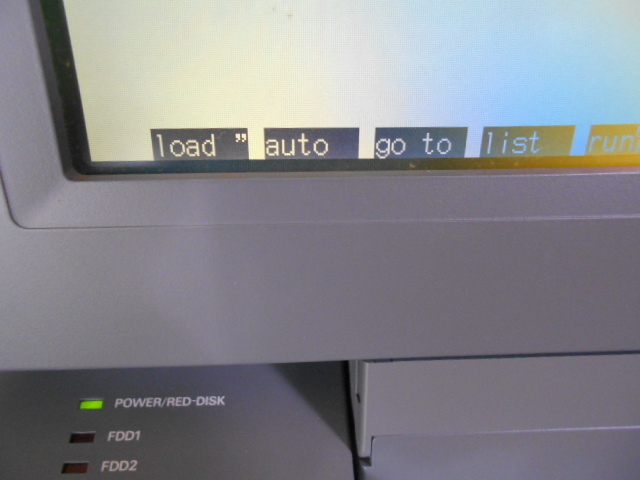 load ” auto go to list run
POWER/RED-DISK
FDD1
FDD2